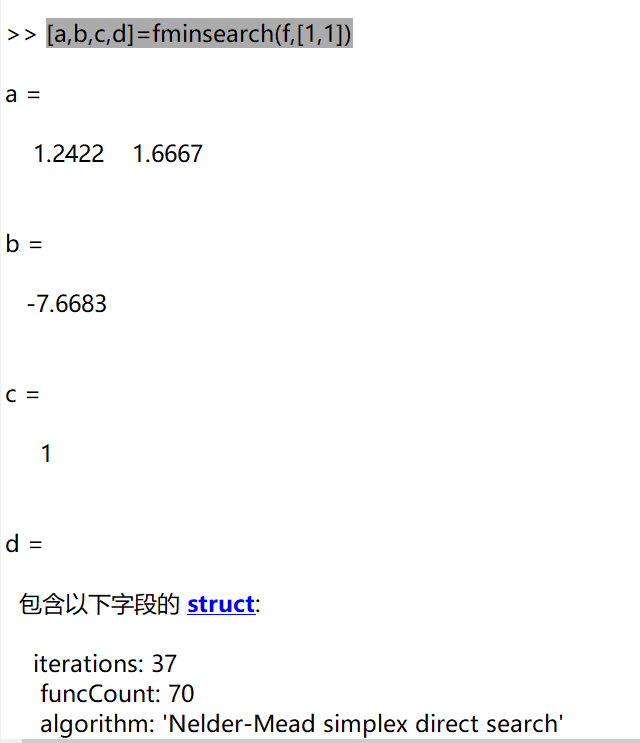 >> [a,b,c,d]=fminsearch(f,[1,1])
a =
1.2422 1.6667
b =
-7.6683
c =
1
d =
包含以下字段的 struct:
iterations: 37
funcCount: 70
algorithm: 'Nelder-Mead simplex direct search'